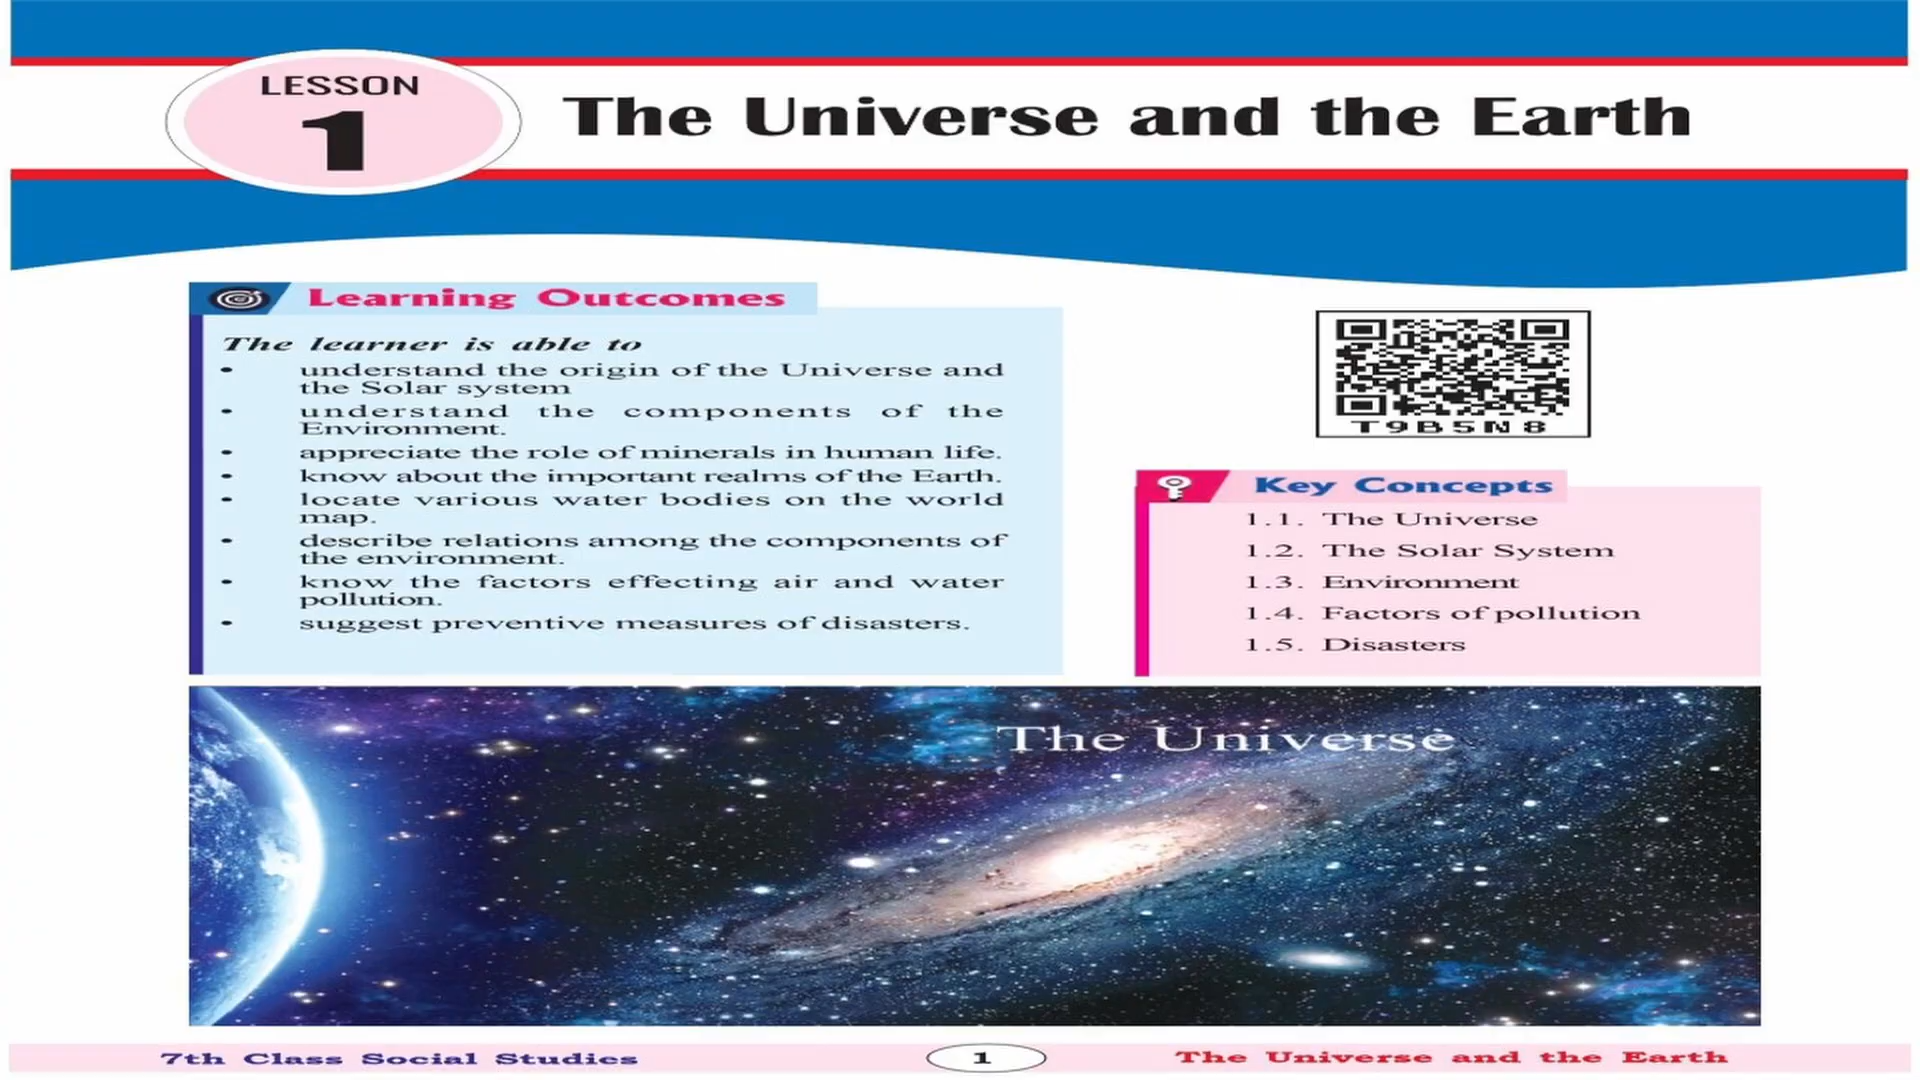 LESSON
1
The Universe and the Earth
Learning Outcomes
The learner is able to
• understand the origin of the Universe and
the Solar system
• understand the components of the
Environment.
• appreciate the role of minerals in human life.
• know about the important realms of the Earth.
• locate various water bodies on the world
map.
• describe relations among the components of
the environment.
• know the factors effecting air and water
pollution.
• suggest preventive measures of disasters.
T9B5N8
Key Concepts
1.1. The Universe
1.2. The Solar System
1.3. Environment
1.4. Factors of pollution
1.5. Disasters
The Universe
7th Class Social Studies
1
The Universe and the Earth